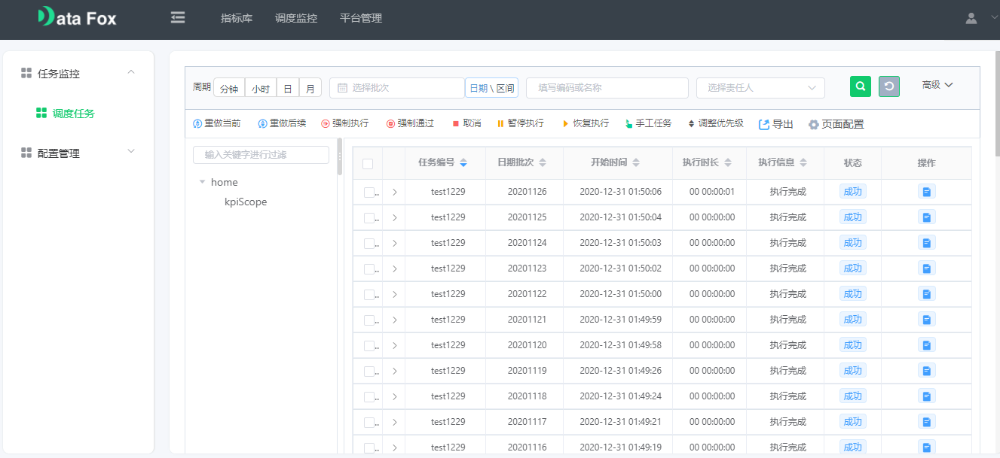 Data Fox 指标库 调度监控 平台管理
任务监控
调度任务
配置管理
周期 分钟 小时 日 月 选择批次 日期 \ 区间 填写编码或名称 选择责任人 高级
重做当前 重做后续 强制执行 强制通过 取消 暂停执行 恢复执行 手工任务 调整优先级 导出 页面配置
输入关键字进行过滤
home
kpiScope
任务编号 日期批次 开始时间 执行时长 执行信息 状态 操作
.. test1229 20201126 2020-12-31 01:50:06 00 00:00:01 执行完成 成功
.. test1229 20201125 2020-12-31 01:50:04 00 00:00:00 执行完成 成功
.. test1229 20201124 2020-12-31 01:50:03 00 00:00:00 执行完成 成功
.. test1229 20201123 2020-12-31 01:50:02 00 00:00:00 执行完成 成功
.. test1229 20201122 2020-12-31 01:50:00 00 00:00:00 执行完成 成功
.. test1229 20201121 2020-12-31 01:49:59 00 00:00:00 执行完成 成功
.. test1229 20201120 2020-12-31 01:49:58 00 00:00:00 执行完成 成功
.. test1229 20201119 2020-12-31 01:49:26 00 00:00:00 执行完成 成功
.. test1229 20201118 2020-12-31 01:49:24 00 00:00:00 执行完成 成功
.. test1229 20201117 2020-12-31 01:49:21 00 00:00:00 执行完成 成功
.. test1229 20201116 2020-12-31 01:49:19 00 00:00:00 执行完成 成功